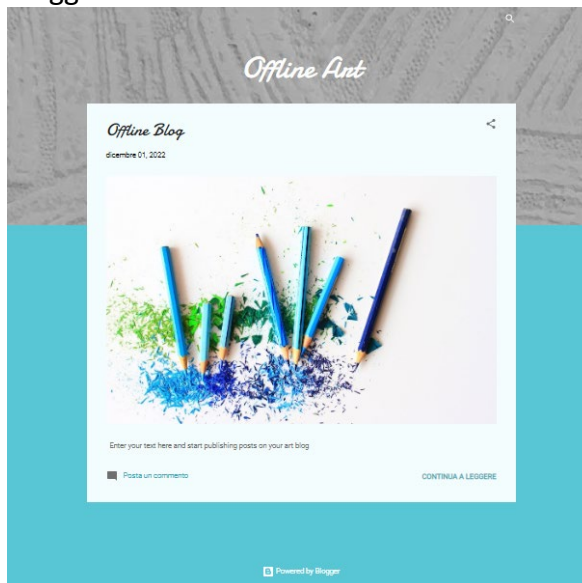 Offline Art
Offline Blog
dicembre 01, 2022
Enter your text here and start publishing posts on your art blog
Posta un commento
CONTINUA A LEGGERE
Powered by Blogger